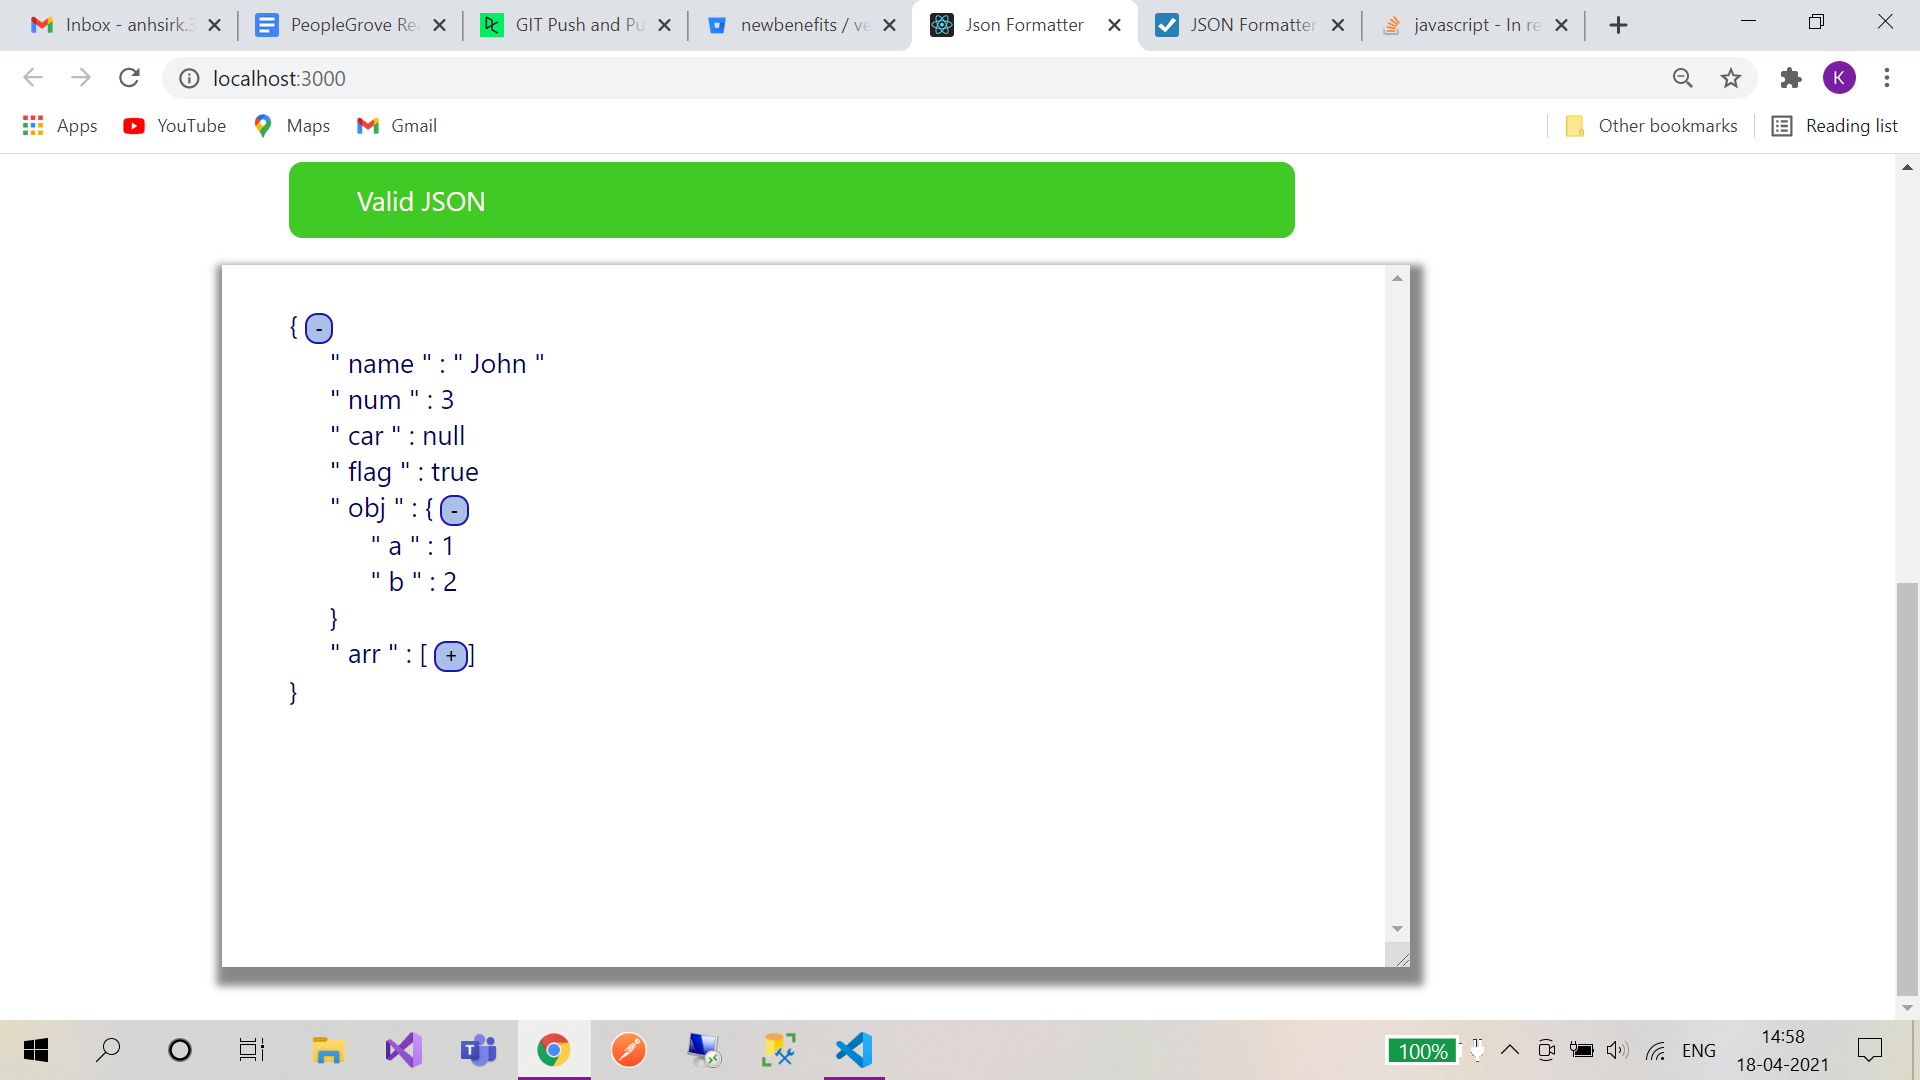 Inbox - anhsirk.3
PeopleGrove Rea
GIT Push and Pu
newbenefits / ve
Json Formatter
JSON Formatter
javascript - In re
localhost:3000
K
Apps
YouTube
Maps
Gmail
Other bookmarks
Reading list
Valid JSON
{ -
" name " : " John "
" num " : 3
" car " : null
" flag " : true
" obj " : { -
" a " : 1
" b " : 2
}
" arr " : [ + ]
}
100%
ENG
14:58
18-04-2021